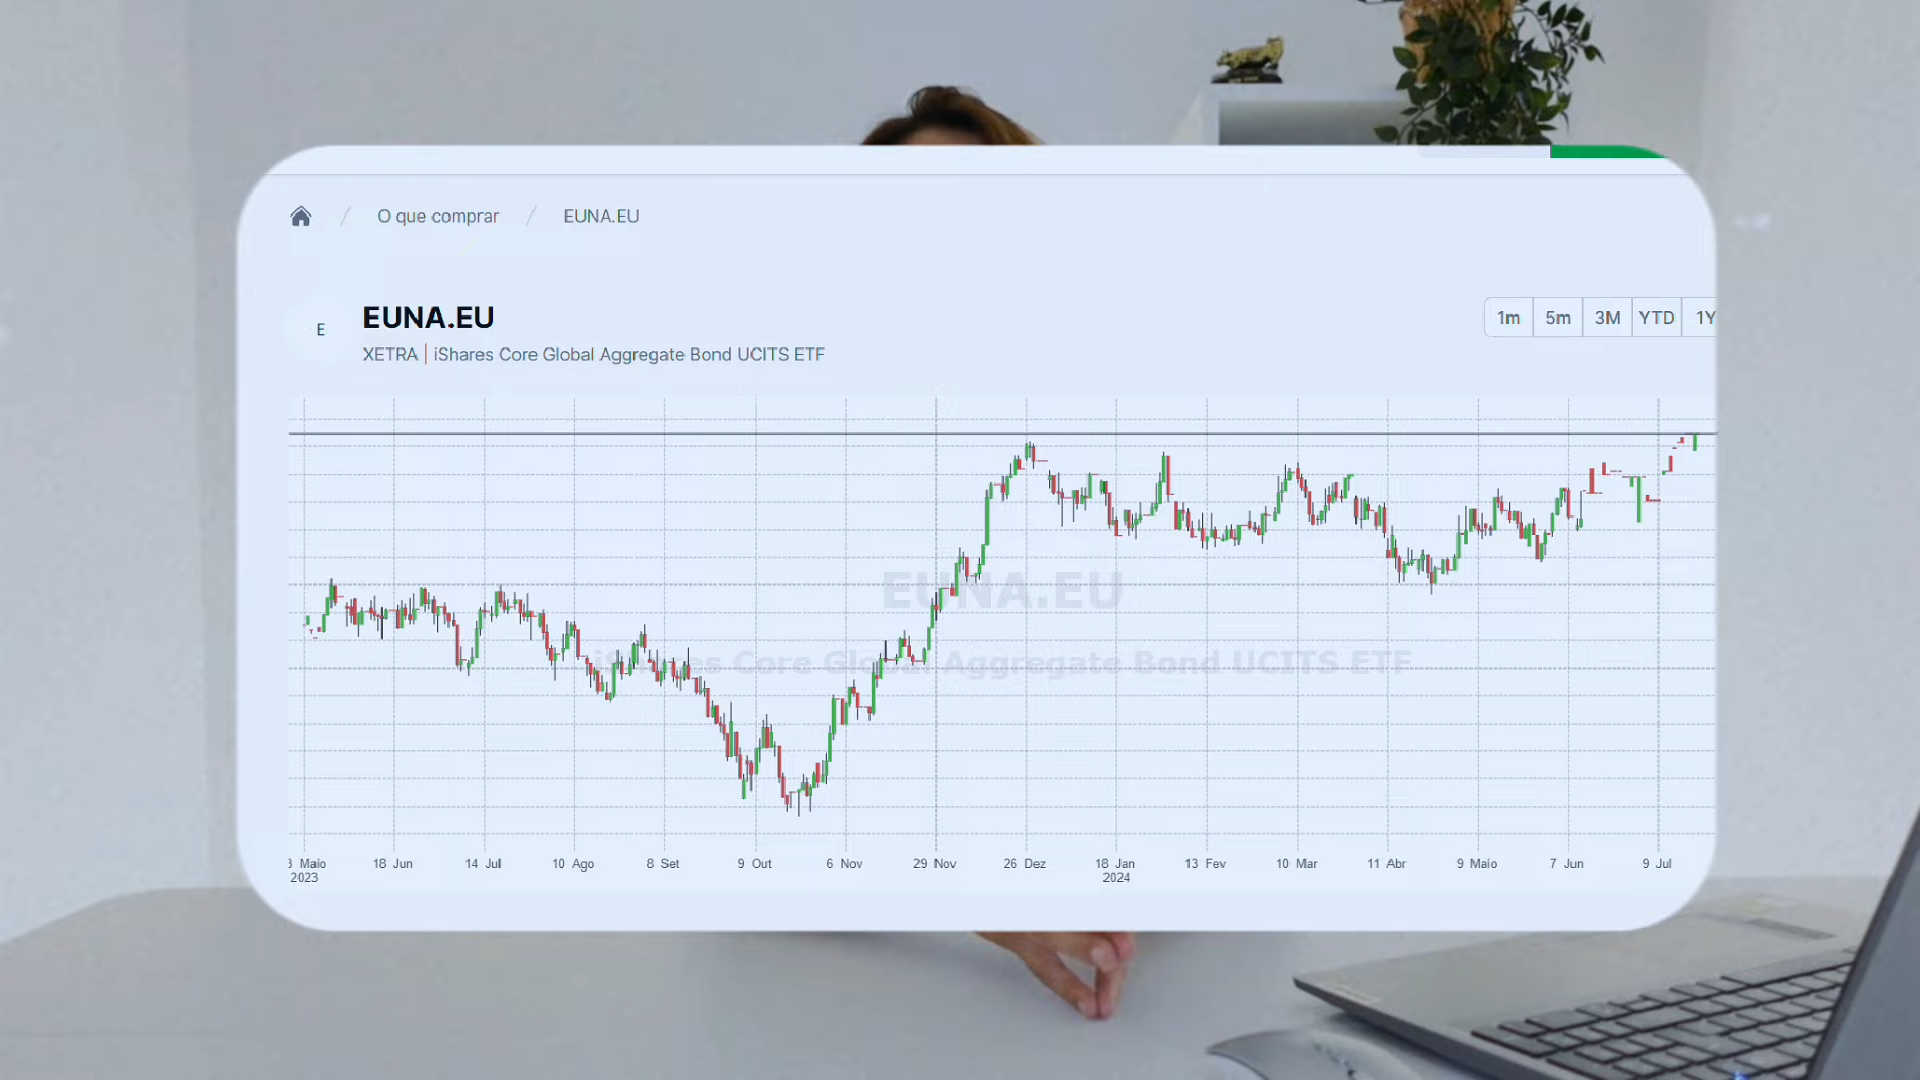 O que comprar / EUNA.EU
E
EUNA.EU
XETRA | iShares Core Global Aggregate Bond UCITS ETF
1m 5m 3M YTD 1Y
EUNA.EU
iShares Core Global Aggregate Bond UCITS ETF
Maio 18 Jun 14 Jul 10 Ago 8 Set 9 Out 6 Nov 29 Nov 26 Dez 18 Jan 13 Fev 10 Mar 11 Abr 9 Maio 7 Jun 9 Jul
2023 2024